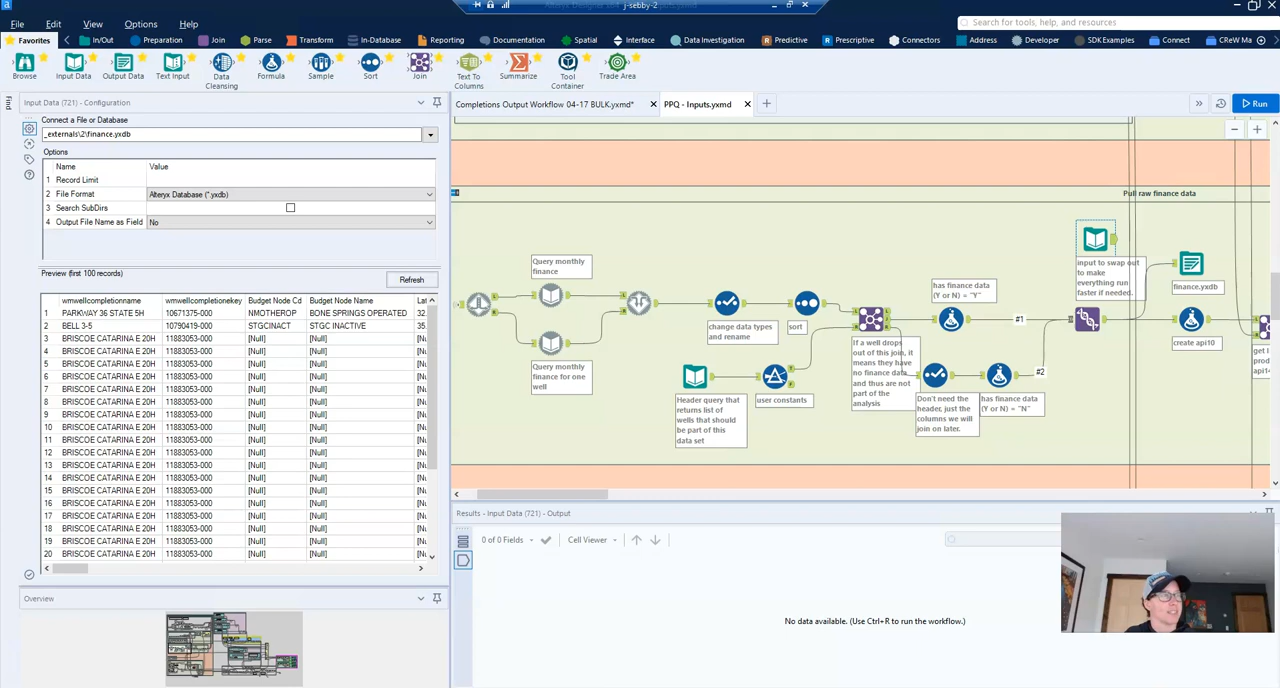 j-sebby-2
File Edit View Options Help
Search for tools, help, and resources
Favorites In/Out Preparation Join Parse Transform In-Database Reporting Documentation Spatial Interface Data Investigation Predictive Prescriptive Connectors Address Developer SDK Examples Connect CReW Ma
Browse Input Data Output Data Text Input Data Cleansing Formula Sample Sort Join Text To Columns Summarize Tool Container Trade Area
Find
Input Data (721) - Configuration
Completions Output Workflow 04-17 BULK.yxmd*
PPQ - Inputs.yxmd
Run
Connect a File or Database
_externals\2\finance.yxdb
Options
Name Value
1 Record Limit
2 File Format Alteryx Database (*.yxdb)
3 Search SubDirs
4 Output File Name as Field No
Preview (first 100 records)
Refresh
wmwellcompletionname wmwellcompletionekey Budget Node Cd Budget Node Name
1 PARKWAY STATE 5H 10671375-000 NMOTHEROP BONE SPRINGS OPERATED 32
2 BELL 3-5 10790419-000 STGCINACT STGC INACTIVE 35
3 BRISCOE CATARINA E 20H 11883053-000 [Null] [Null]
4 BRISCOE CATARINA E 20H 11883053-000 [Null] [Null]
5 BRISCOE CATARINA E 20H 11883053-000 [Null] [Null]
6 BRISCOE CATARINA E 20H 11883053-000 [Null] [Null]
7 BRISCOE CATARINA E 20H 11883053-000 [Null] [Null]
8 BRISCOE CATARINA E 20H 11883053-000 [Null] [Null]
9 BRISCOE CATARINA E 20H 11883053-000 [Null] [Null]
10 BRISCOE CATARINA E 20H 11883053-000 [Null] [Null]
11 BRISCOE CATARINA E 20H 11883053-000 [Null] [Null]
12 BRISCOE CATARINA E 20H 11883053-000 [Null] [Null]
13 BRISCOE CATARINA E 20H 11883053-000 [Null] [Null]
14 BRISCOE CATARINA E 20H 11883053-000 [Null] [Null]
15 BRISCOE CATARINA E 20H 11883053-000 [Null] [Null]
16 BRISCOE CATARINA E 20H 11883053-000 [Null] [Null]
17 BRISCOE CATARINA E 20H 11883053-000 [Null] [Null]
18 BRISCOE CATARINA E 20H 11883053-000 [Null] [Null]
19 BRISCOE CATARINA E 20H 11883053-000 [Null] [Null]
20 BRISCOE CATARINA E 20H 11883053-000 [Null] [Null]
Overview
Pull raw finance data
Query monthly
finance
Query monthly
finance for one
well
change data types
and rename
sort
Header query that
returns list of
wells that should
be part of this
data set
user constants
If a well drops
out of this join, it
means they have
no finance data
and thus are not
part of the
analysis
has finance data
(Y or N) = "Y"
#1
Don't need the
header, just the
columns we will
join on later.
has finance data
(Y or N) = "N"
#2
input to swap out
to make
everything run
faster if needed.
finance.yxdb
create api10
Results - Input Data (721) - Output
0 of 0 Fields
Cell Viewer
No data available. (Use Ctrl+R to run the workflow.)